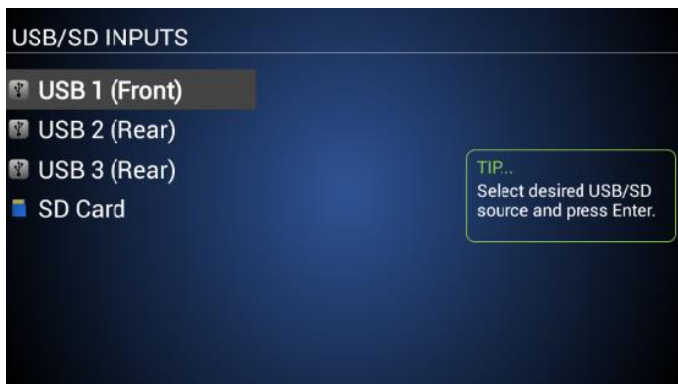 USB/SD INPUTS
USB 1 (Front)
USB 2 (Rear)
USB 3 (Rear)
SD Card
TIP...
Select desired USB/SD
source and press Enter.